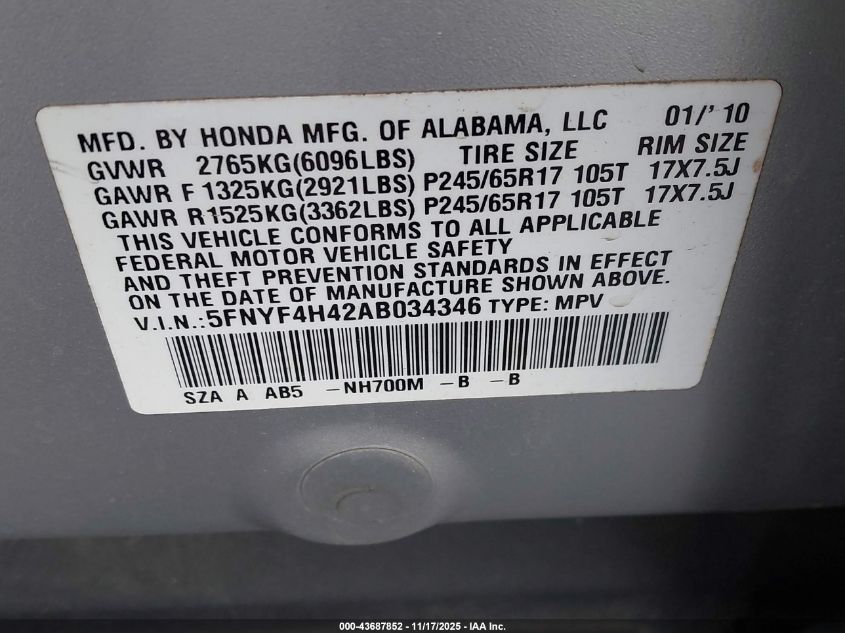 MFD. BY HONDA MFG. OF ALABAMA, LLC 01/'10
GVWR 2765KG(6096LBS) TIRE SIZE RIM SIZE
GAWR F 1325KG(2921LBS) P245/65R17 105T 17X7.5J
GAWR R1525KG(3362LBS) P245/65R17 105T 17X7.5J
THIS VEHICLE CONFORMS TO ALL APPLICABLE
FEDERAL MOTOR VEHICLE SAFETY
AND THEFT PREVENTION STANDARDS IN EFFECT
ON THE DATE OF MANUFACTURE SHOWN ABOVE.
V.I.N.:5FNYF4H42AB034346 TYPE: MPV
SZA A AB5 -NH700M -B -B
000-43687852 - 11/17/2025 - IAA Inc.